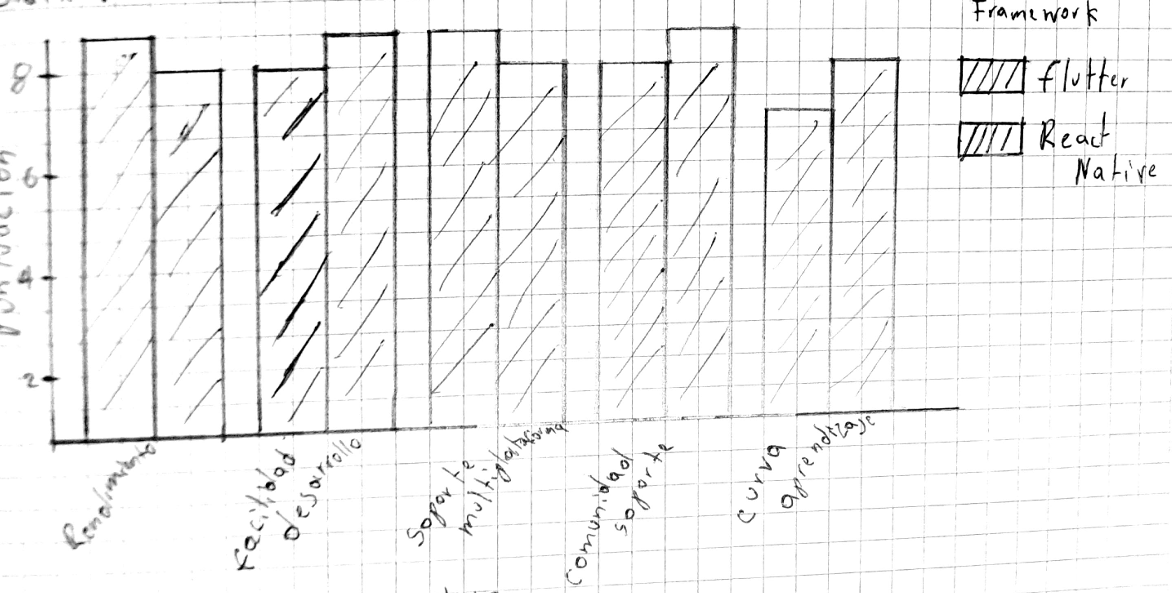 Framework
flutter
React
Native
Puntuación
8
6
4
2
Rendimiento
Facilidad
desarrollo
Soporte
multiplataforma
Comunidad
soporte
Curva
aprendizaje